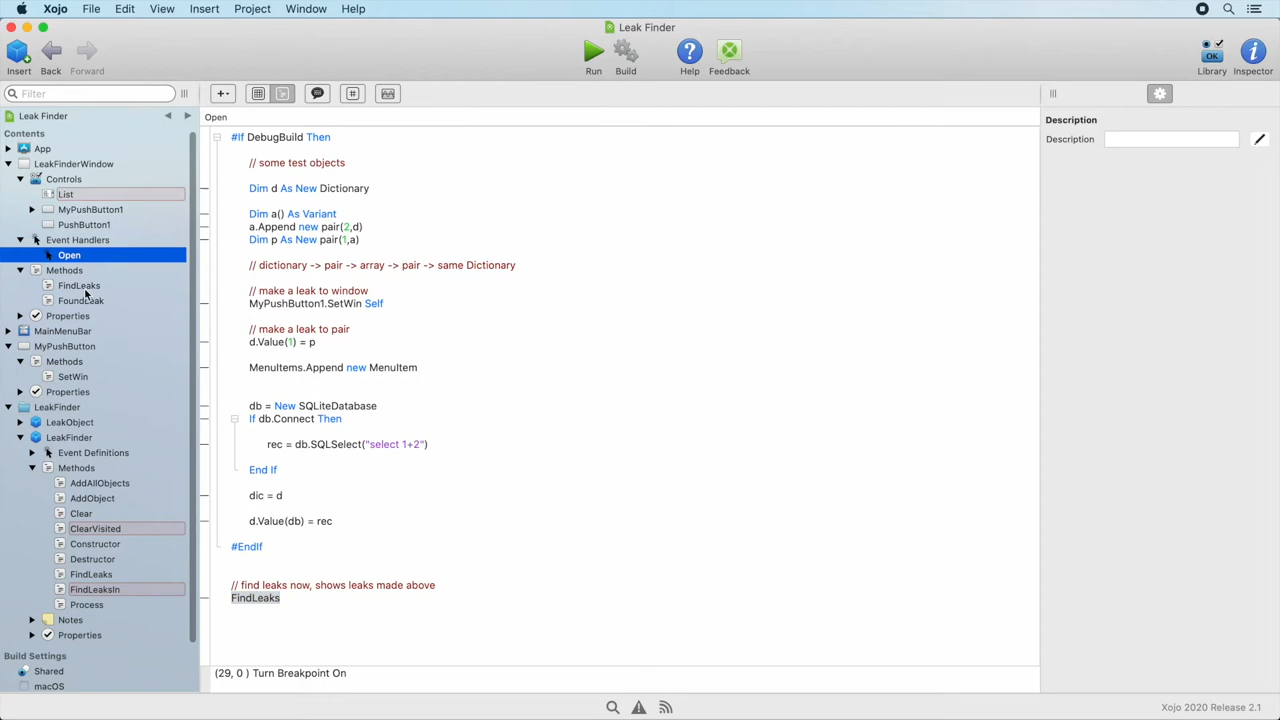 Xojo File Edit View Insert Project Window Help
Leak Finder
Insert Back Forward Run Build Help Feedback Library Inspector
OK
Filter
Leak Finder
Contents
App
LeakFinderWindow
Controls
List
MyPushButton1
PushButton1
Event Handlers
Open
Methods
FindLeaks
FoundLeak
Properties
MainMenuBar
MyPushButton
Methods
SetWin
Properties
LeakFinder
LeakObject
LeakFinder
Event Definitions
Methods
AddAllObjects
AddObject
Clear
ClearVisited
Constructor
Destructor
FindLeaks
FindLeaksIn
Process
Notes
Properties
Build Settings
Shared
macOS
Open
#If DebugBuild Then
// some test objects
Dim d As New Dictionary
Dim a() As Variant
a.Append new pair(2,d)
Dim p As New pair(1,a)
// dictionary -> pair -> array -> pair -> same Dictionary
// make a leak to window
MyPushButton1.SetWin Self
// make a leak to pair
d.Value(1) = p
MenuItems.Append new MenuItem
db = New SQLiteDatabase
If db.Connect Then
rec = db.SQLSelect("select 1+2")
End If
dic = d
d.Value(db) = rec
#EndIf
// find leaks now, shows leaks made above
FindLeaks
(29, 0 ) Turn Breakpoint On
Description
Description
Xojo 2020 Release 2.1